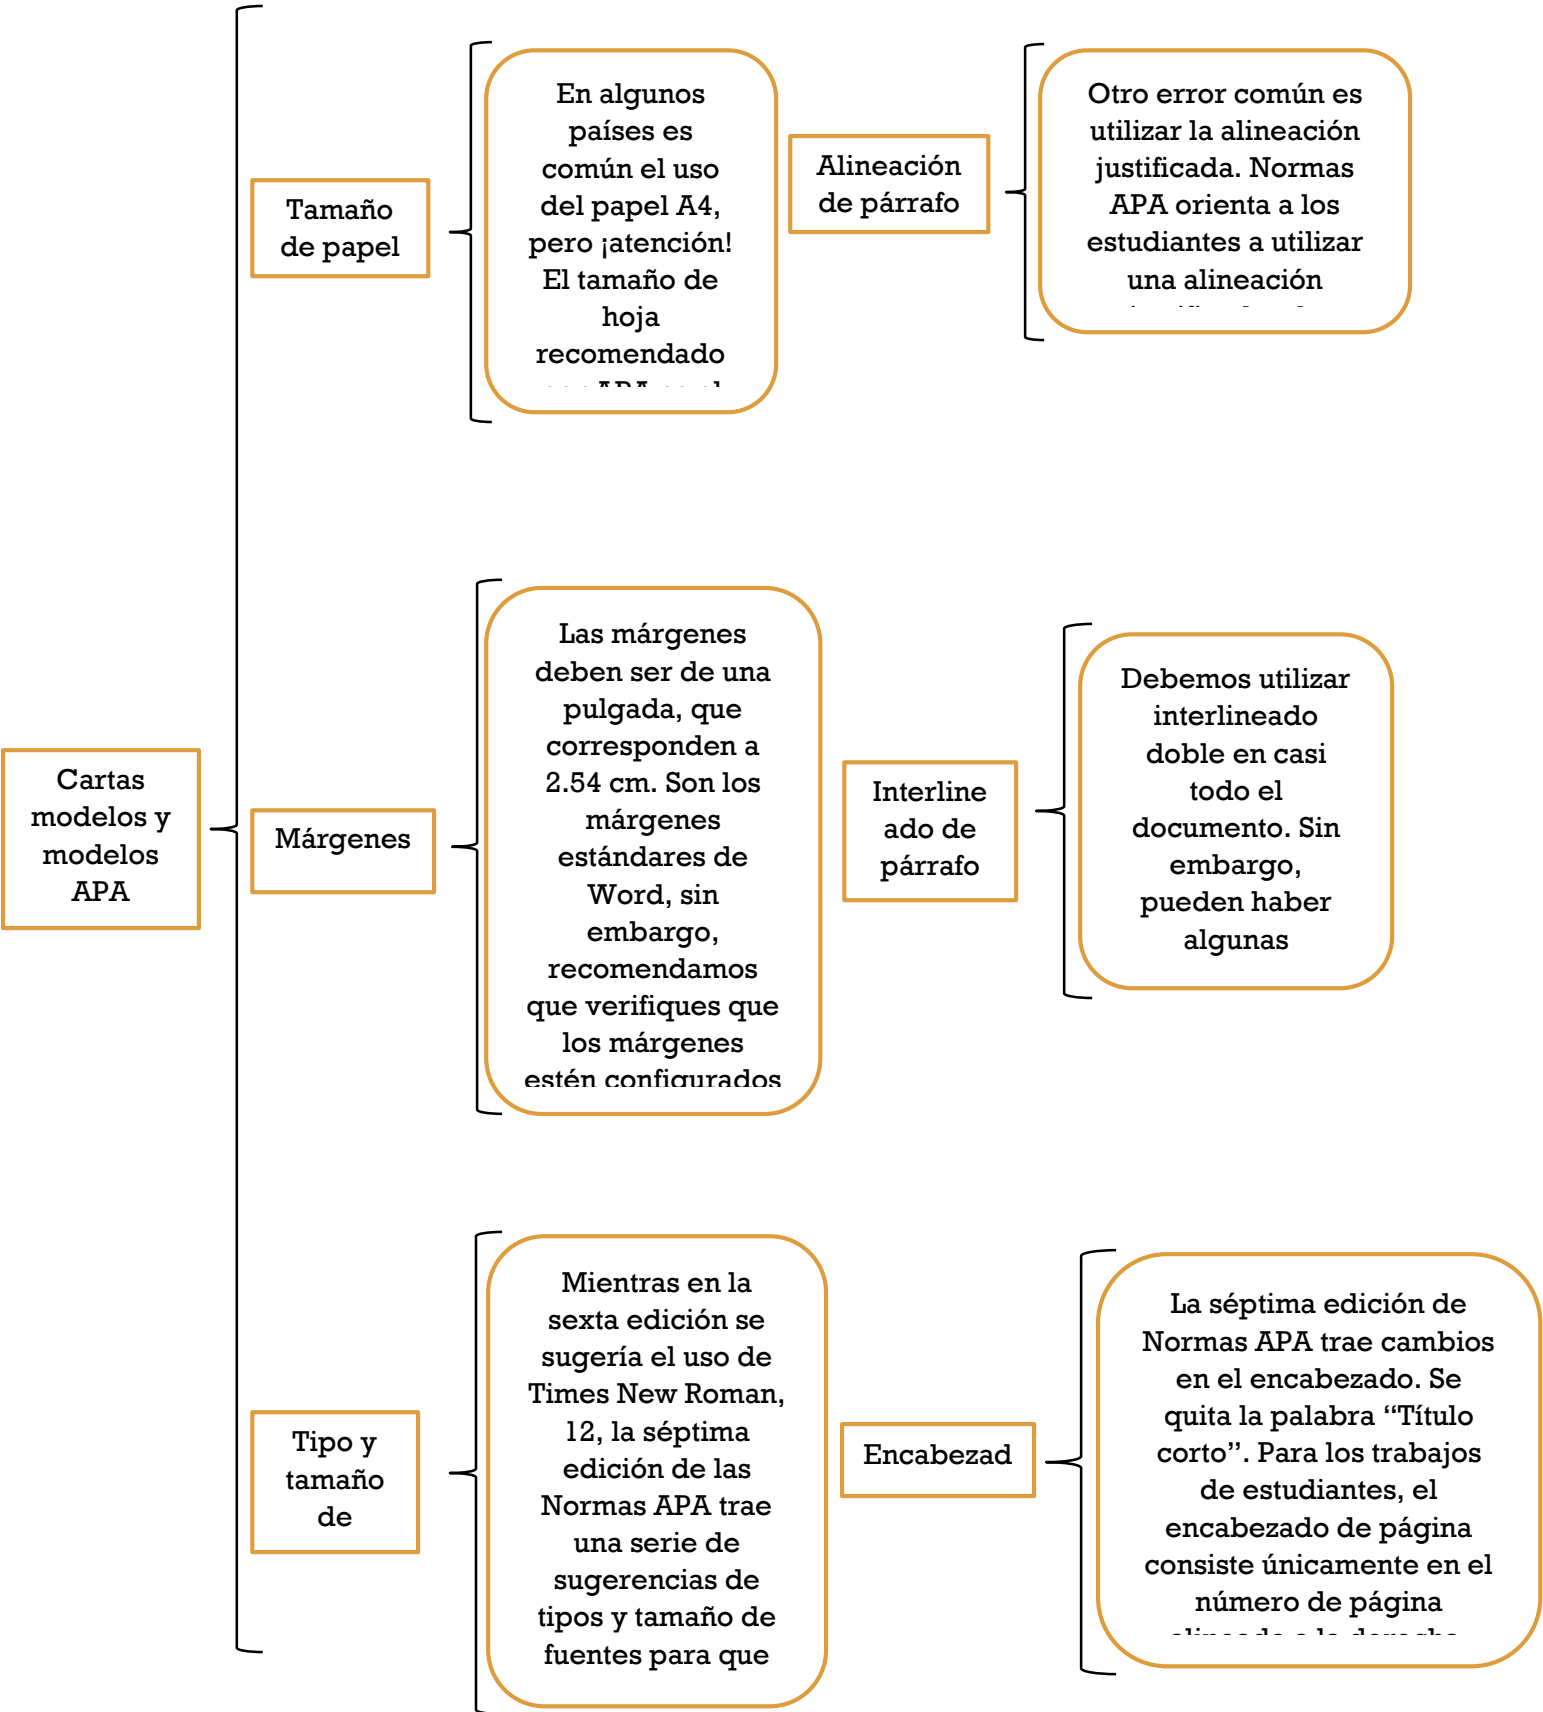 Cartas
modelos y
modelos
APA
Tamaño
de papel
En algunos
países es
común el uso
del papel A4,
pero ¡atención!
El tamaño de
hoja
recomendado
Alineación
de párrafo
Otro error común es
utilizar la alineación
justificada. Normas
APA orienta a los
estudiantes a utilizar
una alineación
Márgenes
Las márgenes
deben ser de una
pulgada, que
corresponden a
2.54 cm. Son los
márgenes
estándares de
Word, sin
embargo,
recomendamos
que verifiques que
los márgenes
estén configurados
Interline
ado de
párrafo
Debemos utilizar
interlineado
doble en casi
todo el
documento. Sin
embargo,
pueden haber
algunas
Tipo y
tamaño
de
Mientras en la
sexta edición se
sugería el uso de
Times New Roman,
12, la séptima
edición de las
Normas APA trae
una serie de
sugerencias de
tipos y tamaño de
fuentes para que
Encabezad
La séptima edición de
Normas APA trae cambios
en el encabezado. Se
quita la palabra “Título
corto”. Para los trabajos
de estudiantes, el
encabezado de página
consiste únicamente en el
número de página